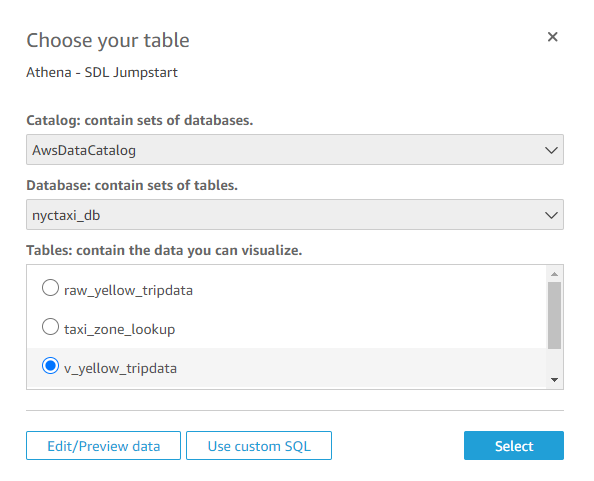 Choose your table
Athena - SDL Jumpstart
Catalog: contain sets of databases.
AwsDataCatalog
Database: contain sets of tables.
nyctaxi_db
Tables: contain the data you can visualize.
raw_yellow_tripdata
taxi_zone_lookup
v_yellow_tripdata
Edit/Preview data
Use custom SQL
Select